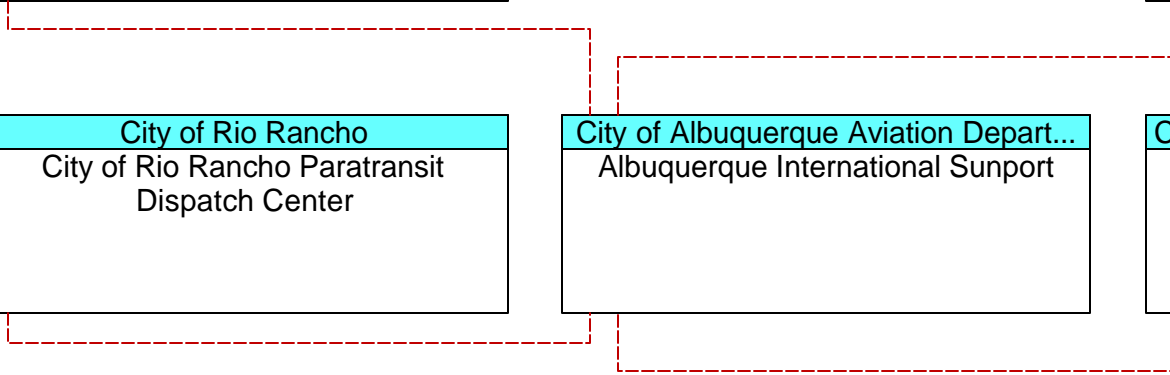 City of Rio Rancho
City of Rio Rancho Paratransit
Dispatch Center
City of Albuquerque Aviation Depart...
Albuquerque International Sunport